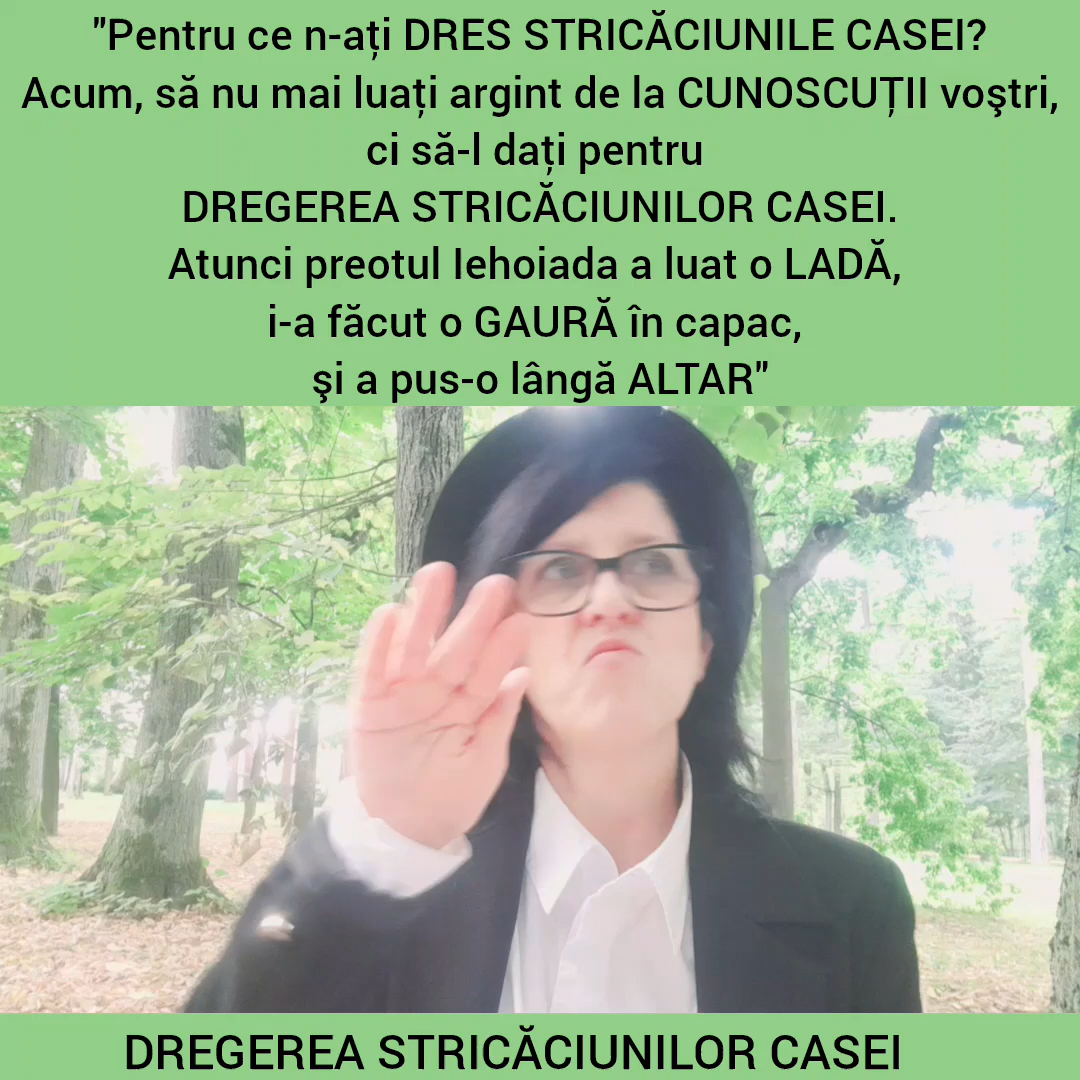 "Pentru ce n-ați DRES STRICĂCIUNILE CASEI?
Acum, să nu mai luați argint de la CUNOSCUȚII voştri,
ci să-l dați pentru
DREGEREA STRICĂCIUNILOR CASEI.
Atunci preotul Iehoiada a luat o LADĂ,
i-a făcut o GAURĂ în capac,
şi a pus-o lângă ALTAR"
DREGEREA STRICĂCIUNILOR CASEI